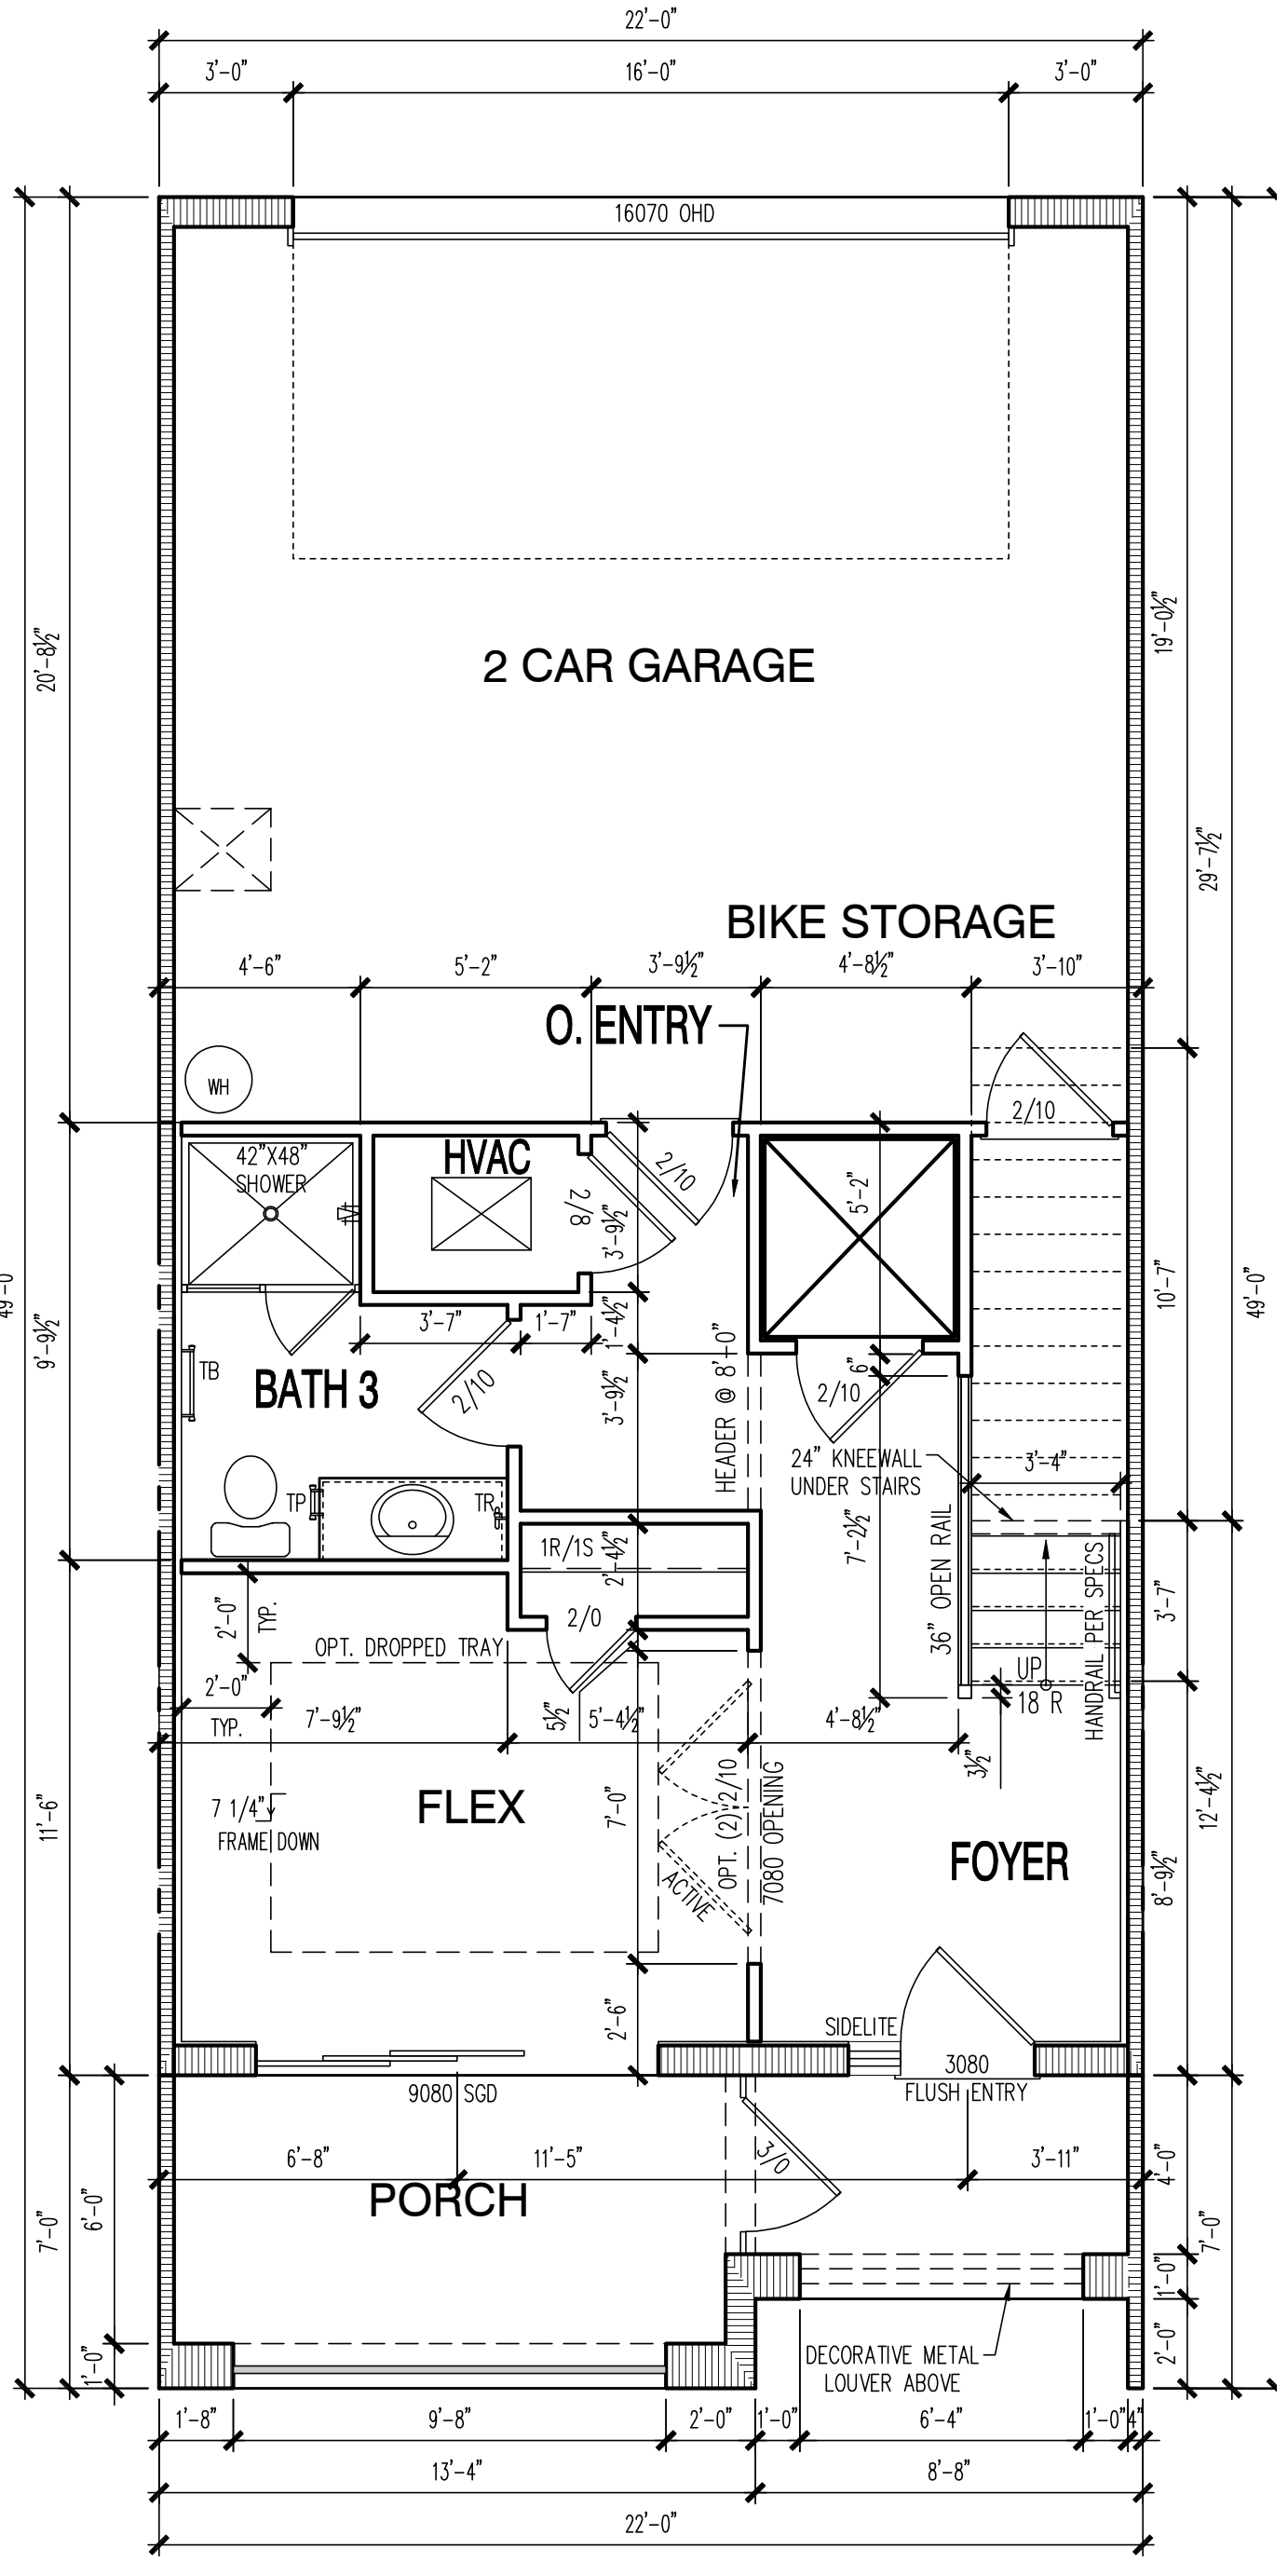 22'-0"
3'-0"
16'-0"
3'-0"
16070 OHD
20'-8½"
19'-0½"
2 CAR GARAGE
29'-7½"
BIKE STORAGE
4'-6"
5'-2"
3'-9½"
4'-8½"
3'-10"
O. ENTRY
WH
2/10
42"X48"
SHOWER
HVAC
2/10
2/8
3'-9½"
5'-2"
49'-0
10'-7"
49'-0"
9'-9½"
3'-7"
1'-7"
1'-4½"
TB
BATH 3
2/10
3'-9½"
HEADER @ 8'-0"
6"
2/10
24" KNEEWALL
UNDER STAIRS
3'-4"
TP
TR
7'-2½"
1R/1S
2'-4½"
36" OPEN RAIL
HANDRAIL PER SPECS
3'-7"
2'-0"
TYP.
2/0
OPT. DROPPED TRAY
UP
18 R
2'-0"
TYP.
7'-9½"
5½"
5'-4½"
4'-8½"
3½"
11'-6"
7 1/4"
FRAME DOWN
FLEX
7'-0"
OPT. (2) 2/10
7080 OPENING
ACTIVE
FOYER
12'-4½"
8'-9½"
2'-6"
SIDELITE
3080
FLUSH ENTRY
9080 SGD
6'-8"
11'-5"
3/0
3'-11"
4'-0"
PORCH
7'-0"
6'-0"
7'-0"
1'-0"
1'-0"
2'-0"
DECORATIVE METAL
LOUVER ABOVE
1'-8"
9'-8"
2'-0"
1'-0"
6'-4"
1'-0"
4"
13'-4"
8'-8"
22'-0"